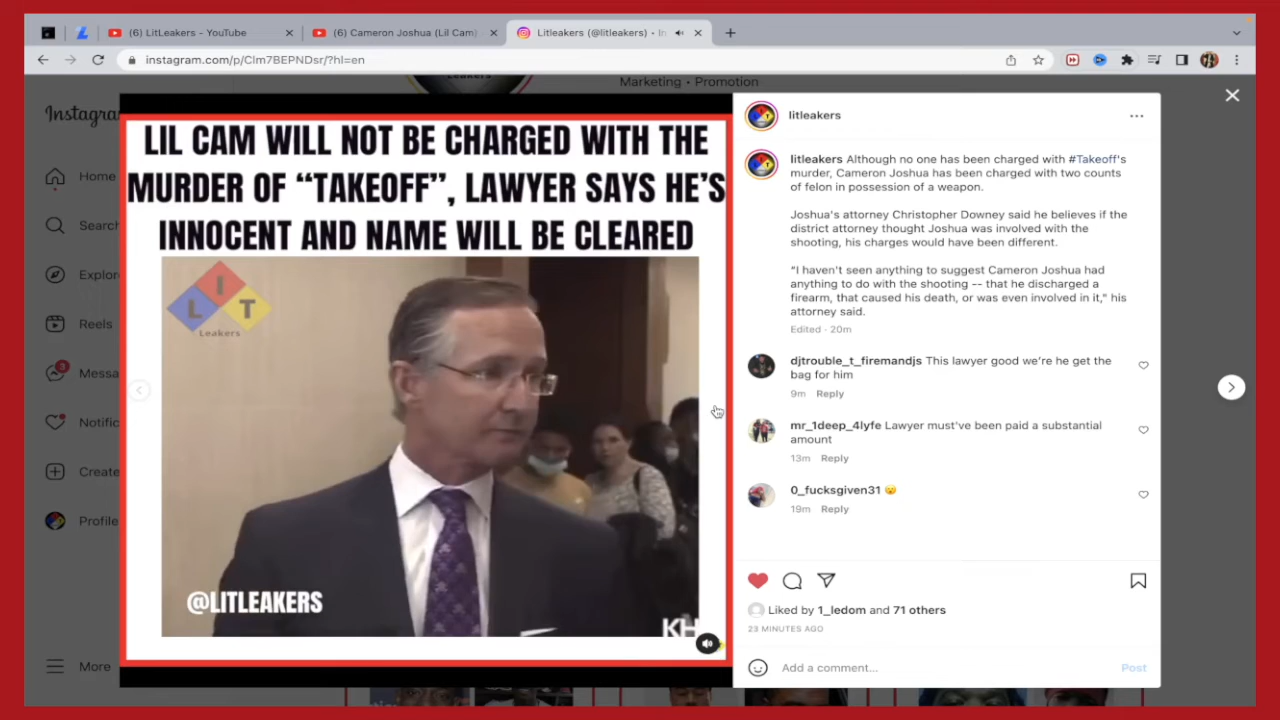 (6) LitLeakers - YouTube
(6) Cameron Joshua (Lil Cam)
Litleakers (@litleakers) • In
instagram.com/p/Clm7BEPNDsr/?hl=en
Leakers
Marketing • Promotion
Instagra
Home
Search
Explor
Reels
3
Messa
Notific
Create
Profile
More
LIL CAM WILL NOT BE CHARGED WITH THE
MURDER OF “TAKEOFF”, LAWYER SAYS HE’S
INNOCENT AND NAME WILL BE CLEARED
L I T
Leakers
@LITLEAKERS
KH
litleakers
litleakers Although no one has been charged with #Takeoff's
murder, Cameron Joshua has been charged with two counts
of felon in possession of a weapon.
Joshua's attorney Christopher Downey said he believes if the
district attorney thought Joshua was involved with the
shooting, his charges would have been different.
“I haven't seen anything to suggest Cameron Joshua had
anything to do with the shooting -- that he discharged a
firearm, that caused his death, or was even involved in it,” his
attorney said.
Edited · 20m
djtrouble_t_firemandjs This lawyer good we’re he get the
bag for him
9m Reply
mr_1deep_4lyfe Lawyer must’ve been paid a substantial
amount
13m Reply
0_fucksgiven31 😮
19m Reply
Liked by 1_ledom and 71 others
23 MINUTES AGO
Add a comment...
Post